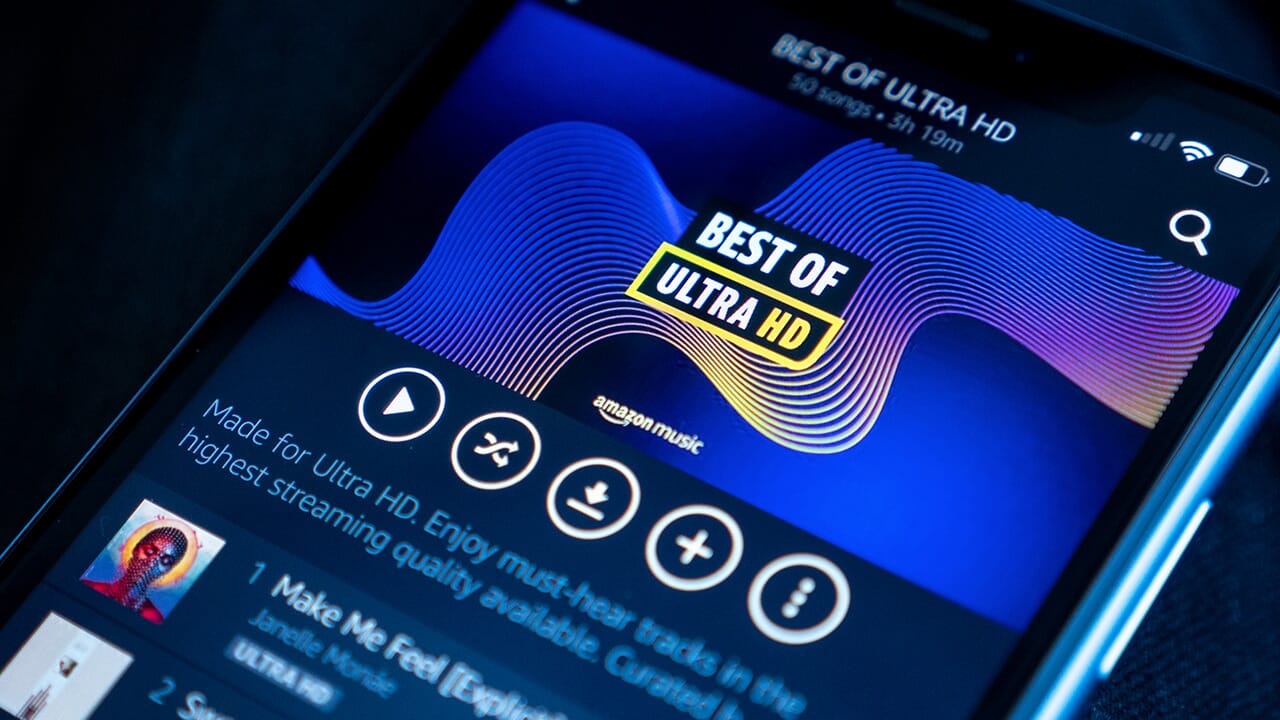 BEST OF ULTRA HD
50 songs • 3h 19m
BEST OF
ULTRA HD
amazon music
Made for Ultra HD. Enjoy must-hear tracks in the
highest streaming quality available. Curated
1 Make Me Feel [Explicit
Janelle Monáe
ULTRA HD
2